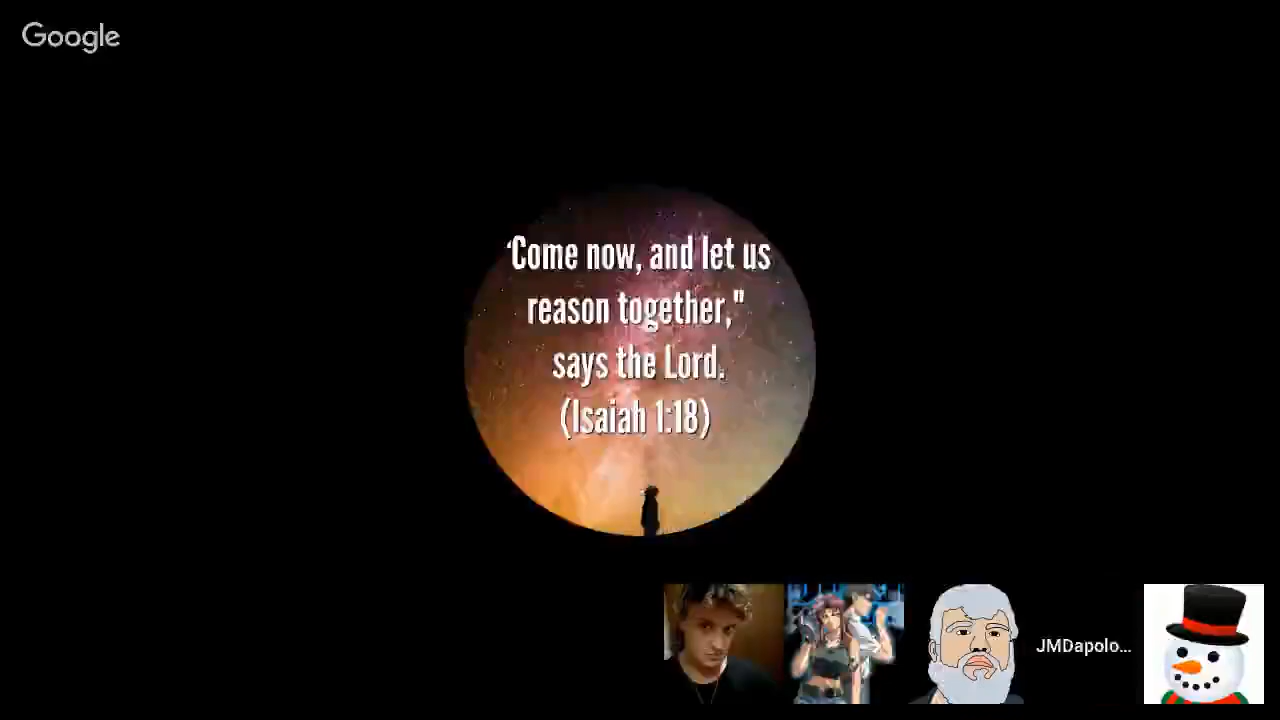 Google
‘Come now, and let us
reason together,"
says the Lord.
(Isaiah 1:18)
JMDapolo...